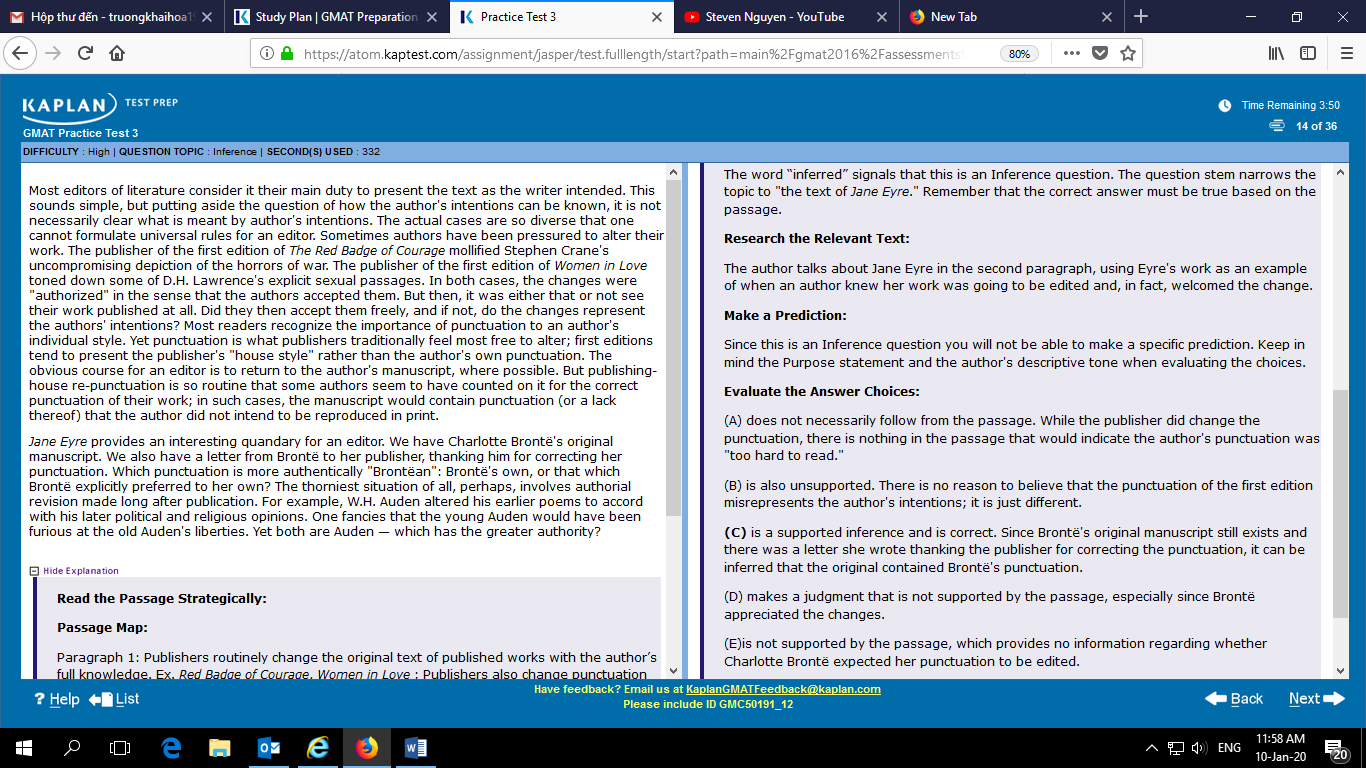 Hộp thư đến - truongkhaihoa1
Study Plan | GMAT Preparation
Practice Test 3
Steven Nguyen - YouTube
New Tab
https://atom.kaptest.com/assignment/jasper/test.fulllength/start?path=main%2Fgmat2016%2Fassessments
80%
KAPLAN TEST PREP
GMAT Practice Test 3
Time Remaining 3:50
14 of 36
DIFFICULTY : High | QUESTION TOPIC : Inference | SECOND(S) USED : 332
Most editors of literature consider it their main duty to present the text as the writer intended. This
sounds simple, but putting aside the question of how the author's intentions can be known, it is not
necessarily clear what is meant by author's intentions. The actual cases are so diverse that one
cannot formulate universal rules for an editor. Sometimes authors have been pressured to alter their
work. The publisher of the first edition of The Red Badge of Courage mollified Stephen Crane's
uncompromising depiction of the horrors of war. The publisher of the first edition of Women in Love
toned down some of D.H. Lawrence's explicit sexual passages. In both cases, the changes were
"authorized" in the sense that the authors accepted them. But then, it was either that or not see
their work published at all. Did they then accept them freely, and if not, do the changes represent
the authors' intentions? Most readers recognize the importance of punctuation to an author's
individual style. Yet punctuation is what publishers traditionally feel most free to alter; first editions
tend to present the publisher's "house style" rather than the author's own punctuation. The
obvious course for an editor is to return to the author's manuscript, where possible. But publishing-
house re-punctuation is so routine that some authors seem to have counted on it for the correct
punctuation of their work; in such cases, the manuscript would contain punctuation (or a lack
thereof) that the author did not intend to be reproduced in print.
Jane Eyre provides an interesting quandary for an editor. We have Charlotte Brontë's original
manuscript. We also have a letter from Brontë to her publisher, thanking him for correcting her
punctuation. Which punctuation is more authentically "Brontëan": Brontë's own, or that which
Brontë explicitly preferred to her own? The thorniest situation of all, perhaps, involves authorial
revision made long after publication. For example, W.H. Auden altered his earlier poems to accord
with his later political and religious opinions. One fancies that the young Auden would have been
furious at the old Auden's liberties. Yet both are Auden — which has the greater authority?
Hide Explanation
Read the Passage Strategically:
Passage Map:
Paragraph 1: Publishers routinely change the original text of published works with the author's
full knowledge. Ex. Red Badge of Courage, Women in Love ; Publishers also change punctuation
The word “inferred” signals that this is an Inference question. The question stem narrows the
topic to "the text of Jane Eyre." Remember that the correct answer must be true based on the
passage.
Research the Relevant Text:
The author talks about Jane Eyre in the second paragraph, using Eyre's work as an example
of when an author knew her work was going to be edited and, in fact, welcomed the change.
Make a Prediction:
Since this is an Inference question you will not be able to make a specific prediction. Keep in
mind the Purpose statement and the author's descriptive tone when evaluating the choices.
Evaluate the Answer Choices:
(A) does not necessarily follow from the passage. While the publisher did change the
punctuation, there is nothing in the passage that would indicate the author's punctuation was
"too hard to read."
(B) is also unsupported. There is no reason to believe that the punctuation of the first edition
misrepresents the author's intentions; it is just different.
(C) is a supported inference and is correct. Since Brontë's original manuscript still exists and
there was a letter she wrote thanking the publisher for correcting the punctuation, it can be
inferred that the original contained Brontë's punctuation.
(D) makes a judgment that is not supported by the passage, especially since Brontë
appreciated the changes.
(E)is not supported by the passage, which provides no information regarding whether
Charlotte Brontë expected her punctuation to be edited.
? Help
List
Have feedback? Email us at KaplanGMATFeedback@kaplan.com
Please include ID GMC50191_12
Back
Next
ENG
11:58 AM
10-Jan-20
20